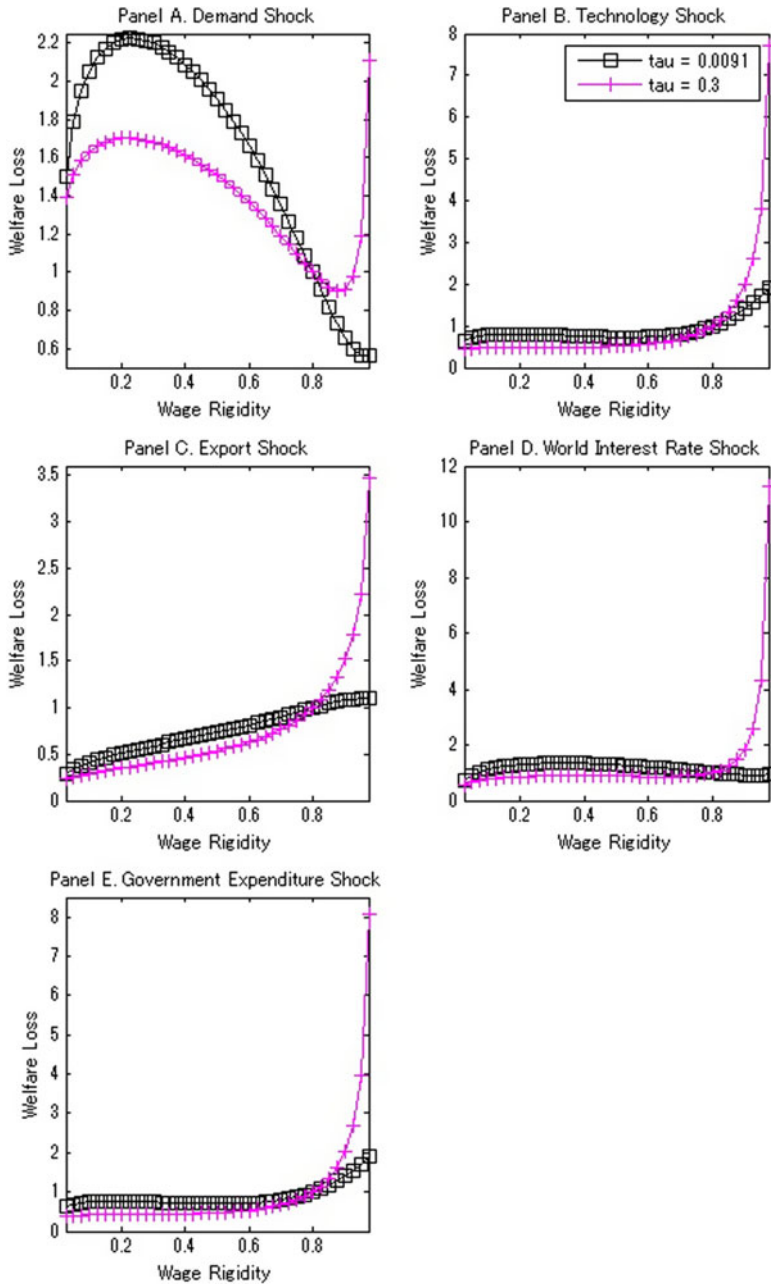 Panel A. Demand Shock
2.2
2
1.8
1.6
1.4
1.2
1
0.8
0.6
Welfare Loss
0.2 0.4 0.6 0.8
Wage Rigidity
Panel B. Technology Shock
8
7
6
5
4
3
2
1
0
Welfare Loss
tau = 0.0091
tau = 0.3
0.2 0.4 0.6 0.8
Wage Rigidity
Panel C. Export Shock
3.5
3
2.5
2
1.5
1
0.5
0
Welfare Loss
0.2 0.4 0.6 0.8
Wage Rigidity
Panel D. World Interest Rate Shock
12
10
8
6
4
2
0
Welfare Loss
0.2 0.4 0.6 0.8
Wage Rigidity
Panel E. Government Expenditure Shock
8
7
6
5
4
3
2
1
0
Welfare Loss
0.2 0.4 0.6 0.8
Wage Rigidity